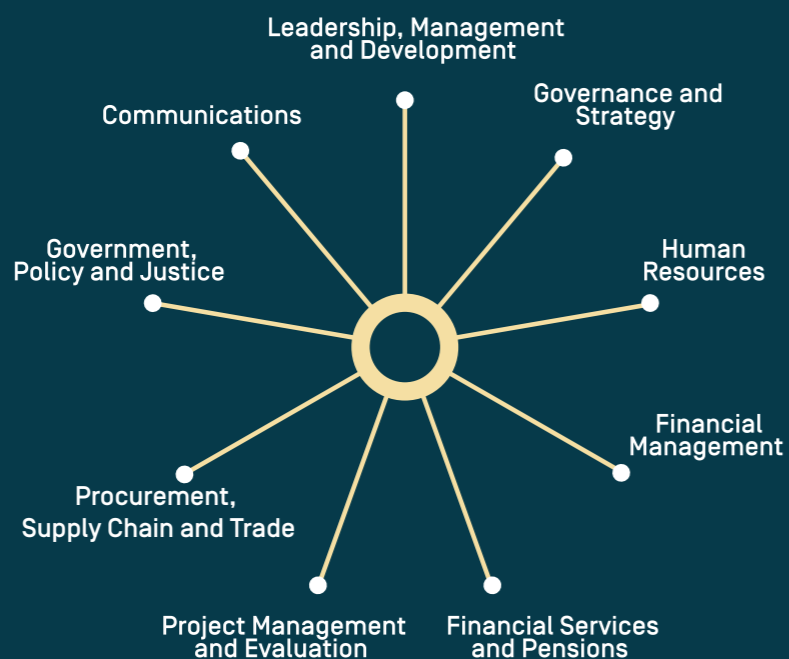 Leadership, Management
and Development
Governance and
Strategy
Human
Resources
Financial
Management
Financial Services
and Pensions
Project Management
and Evaluation
Procurement,
Supply Chain and Trade
Government,
Policy and Justice
Communications